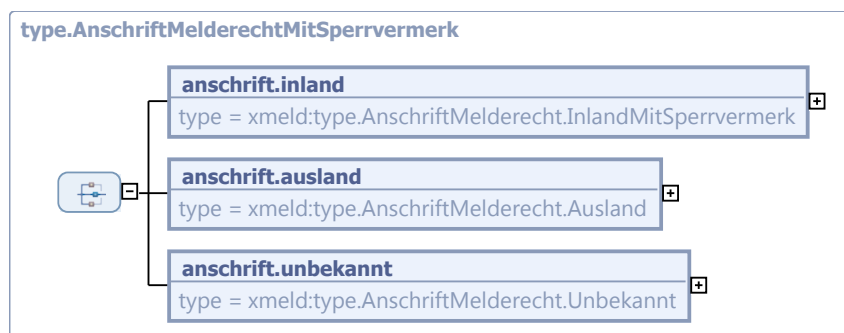 type.AnschriftMelderechtMitSperrvermerk
anschrift.inland
type = xmeld:type.AnschriftMelderecht.InlandMitSperrvermerk
anschrift.ausland
type = xmeld:type.AnschriftMelderecht.Ausland
anschrift.unbekannt
type = xmeld:type.AnschriftMelderecht.Unbekannt